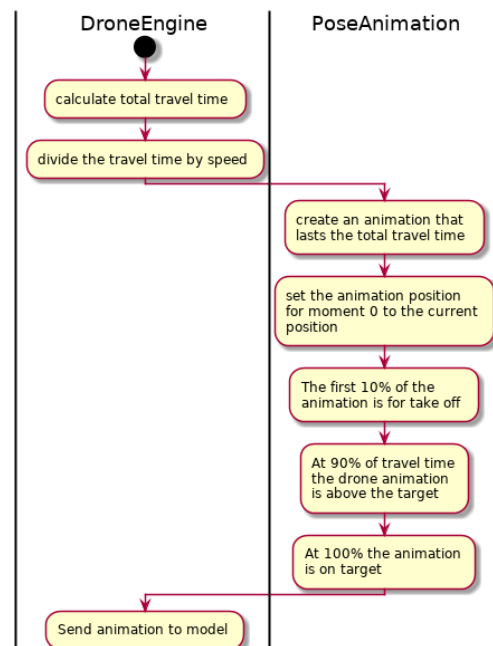 DroneEngine
PoseAnimation
calculate total travel time
divide the travel time by speed
create an animation that
lasts the total travel time
set the animation position
for moment 0 to the current
position
The first 10% of the
animation is for take off
At 90% of travel time
the drone animation
is above the target
At 100% the animation
is on target
Send animation to model